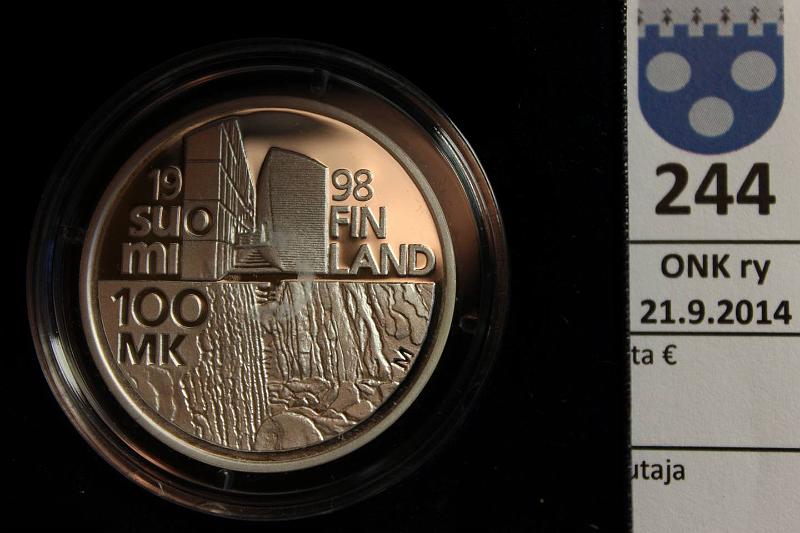 19 98
SUO FIN
mi LAND
100
MK
M
244
ONK ry
21.9.2014
ta €
utaja